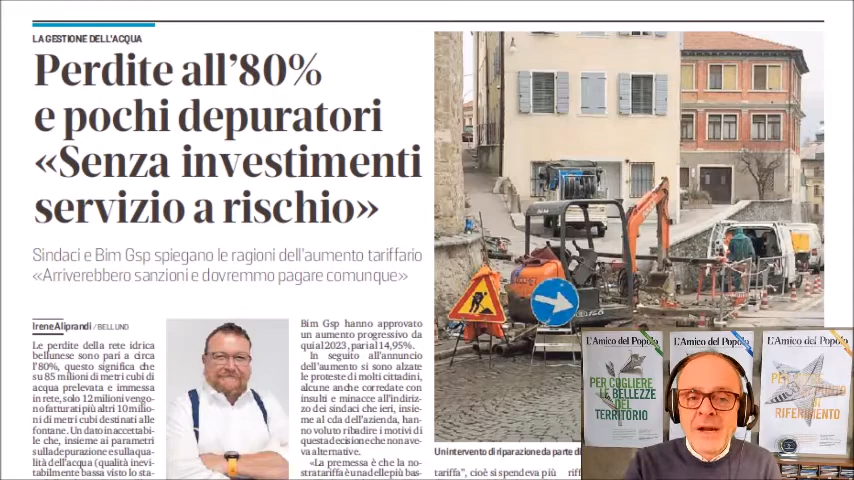 LA GESTIONE DELL'ACQUA
Perdite all'80%
e pochi depuratori
«Senza investimenti
servizio a rischio»
Sindaci e Bim Gsp spiegano le ragioni dell'aumento tariffario
«Arriverebbero sanzioni e dovremmo pagare comunque»
Irene Aliprandi / BELLUNO
Le perdite della rete idrica
bellunese sono pari a circa
l'80%, questo significa che
su 85 milioni di metri cubi di
acqua prelevata e immessa
in rete, solo 12 milioni vengo-
no fatturati più altri 10 milio-
ni di metri cubi destinati alle
fontane. Un dato inaccettabi-
le che, insieme ai parametri
sulla depurazione e sulla qua-
lità dell'acqua (qualità inevi-
tabilmente bassa visto lo sta-
Bim Gsp hanno approvato
un aumento progressivo da
qui al 2023, pari al 14,95%.
In seguito all'annuncio
dell'aumento si sono alzate
le proteste di molti cittadini,
alcune anche corredate con
insulti e minacce all'indiriz-
zo dei sindaci che ieri, insie-
me al cda dell'azienda, han-
no voluto ribadire i motivi di
questa decisione che non ave-
va alternative.
«La premessa è che la no-
stra tariffa è una delle più bas-
Un intervento di riparazione da parte di
tariffa", cioè si spendeva più
riff
L'Amico del Popolo
PER COGLIERE
LE BELLEZZE
DEL
TERRITORIO
L'Amico del Popolo
L'Amico del Popolo
RIFERIMENTO